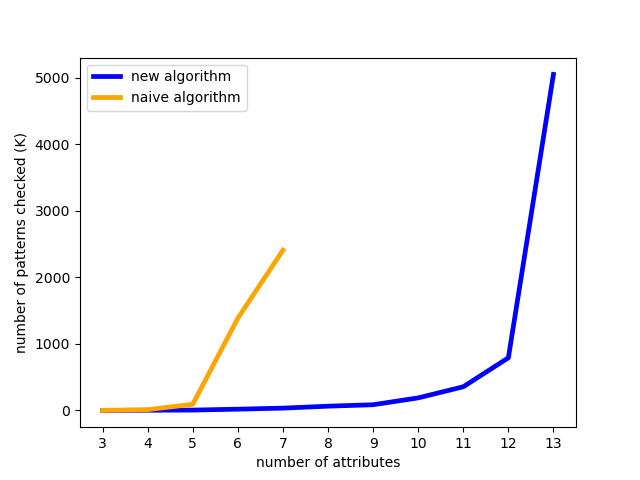 new algorithm
naive algorithm
number of patterns checked (K)
5000
4000
3000
2000
1000
0
3 4 5 6 7 8 9 10 11 12 13
number of attributes